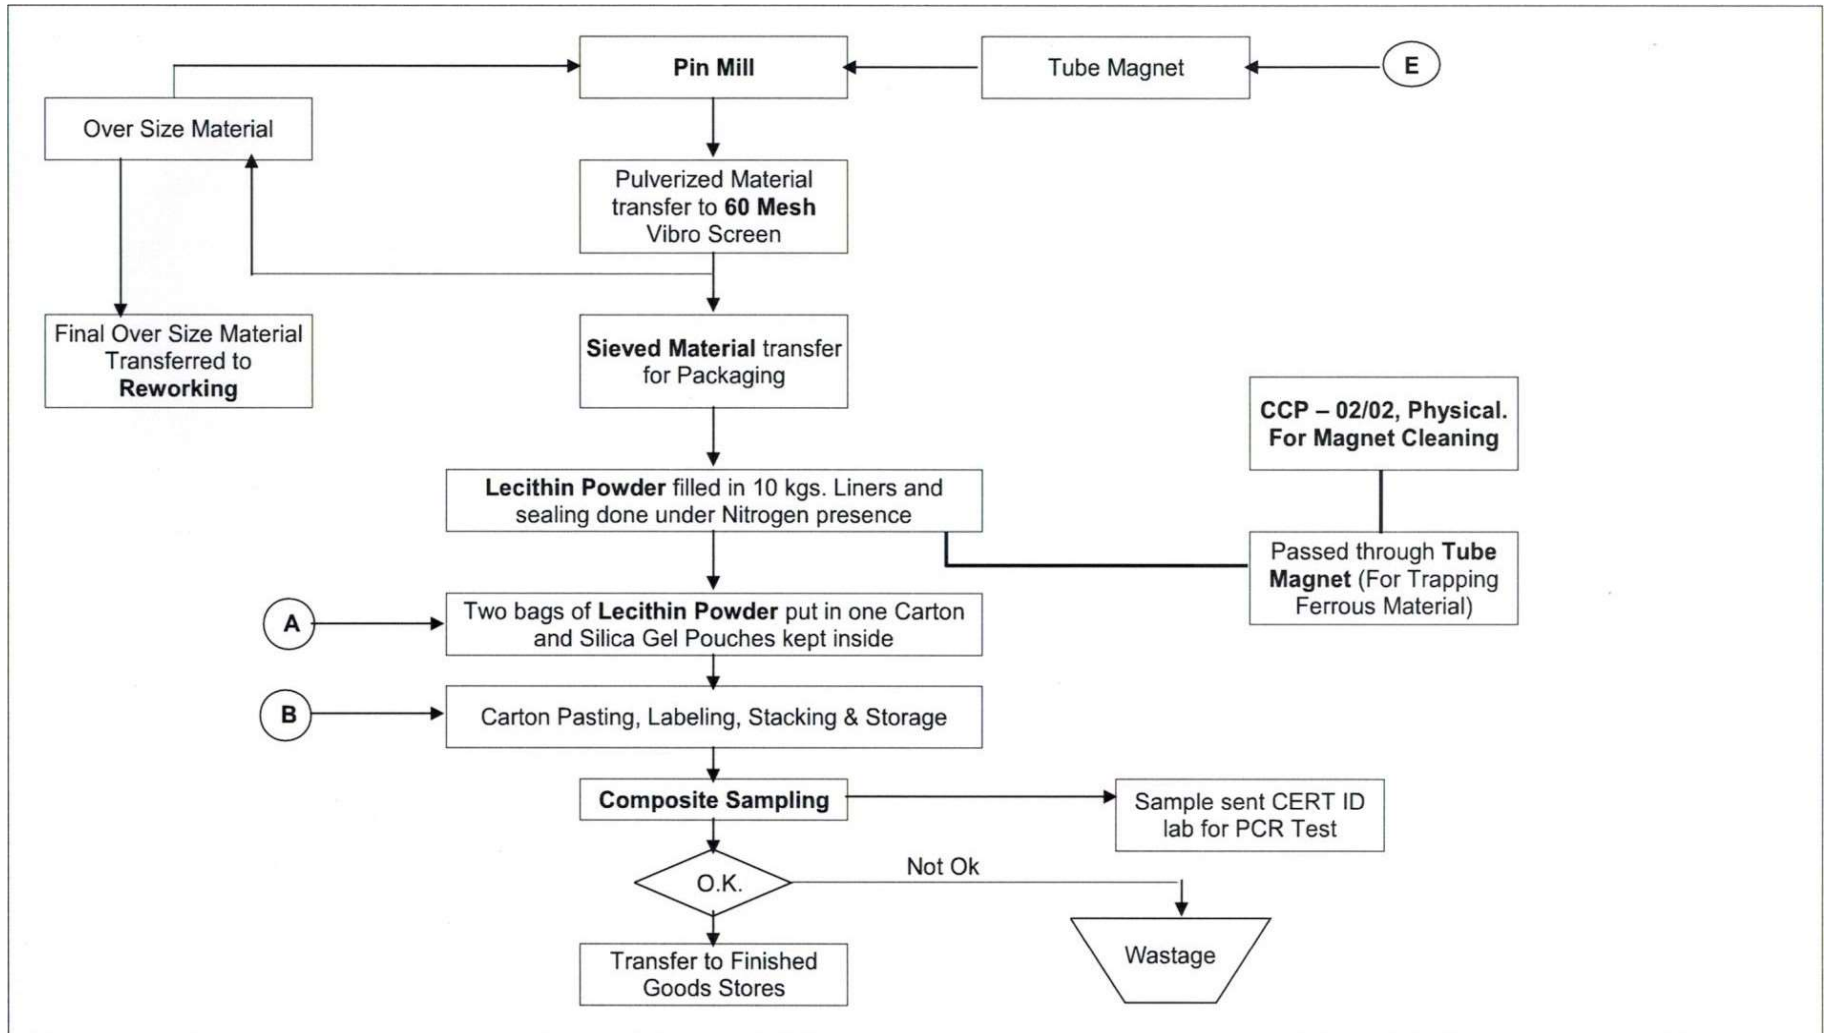 Pin Mill
Tube Magnet
E
Over Size Material
Pulverized Material
transfer to 60 Mesh
Vibro Screen
Final Over Size Material
Transferred to
Reworking
Sieved Material transfer
for Packaging
CCP – 02/02, Physical.
For Magnet Cleaning
Lecithin Powder filled in 10 kgs. Liners and
sealing done under Nitrogen presence
Passed through Tube
Magnet (For Trapping
Ferrous Material)
A
Two bags of Lecithin Powder put in one Carton
and Silica Gel Pouches kept inside
B
Carton Pasting, Labeling, Stacking & Storage
Composite Sampling
Sample sent CERT ID
lab for PCR Test
O.K.
Not Ok
Wastage
Transfer to Finished
Goods Stores